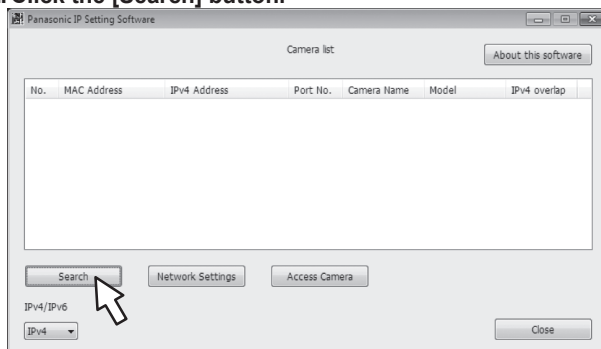 Click the [Search] button.
Panasonic IP Setting Software
Camera list
About this software
No. MAC Address IPv4 Address Port No. Camera Name Model IPv4 overlap
Search Network Settings Access Camera
IPv4/IPv6
IPv4 Close